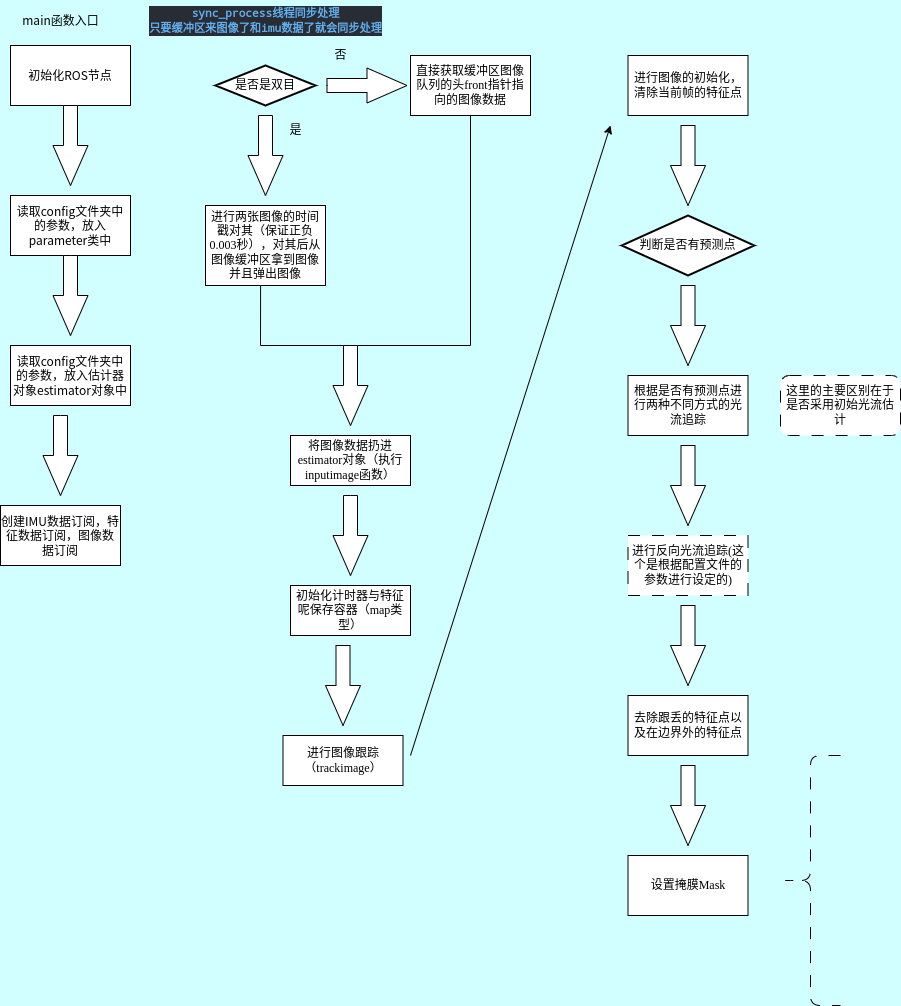 main函数入口
初始化ROS节点
读取config文件夹中
的参数，放入
parameter类中
读取config文件夹中
的参数，放入估计器
对象estimator对象中
创建IMU数据订阅，特
征数据订阅，图像数
据订阅
sync_process线程同步处理
只要缓冲区来图像了和imu数据了就会同步处理
是否是双目
否
是
直接获取缓冲区图像
队列的头front指针指
向的图像数据
进行两张图像的时间
戳对其（保证正负
0.003秒），对其后从
图像缓冲区拿到图像
并且弹出图像
将图像数据扔进
estimator对象（执行
inputimage函数）
初始化计时器与特征
呢保存容器（map类
型）
进行图像跟踪
（trackimage）
进行图像的初始化，
清除当前帧的特征点
判断是否有预测点
根据是否有预测点进
行两种不同方式的光
流追踪
这里的主要区别在于
是否采用初始光流估
计
进行反向光流追踪(这
个是根据配置文件的
参数进行设定的)
去除跟丢的特征点以
及在边界外的特征点
设置掩膜Mask